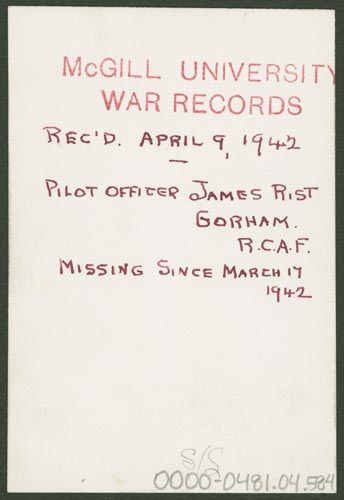 McGILL UNIVERSITY
WAR RECORDS
REC'D. APRIL 9, 1942
PILOT OFFICER JAMES RIST
GORHAM.
R.C.A.F.
MISSING SINCE MARCH 17
1942
S/S
0000-0481.04.584